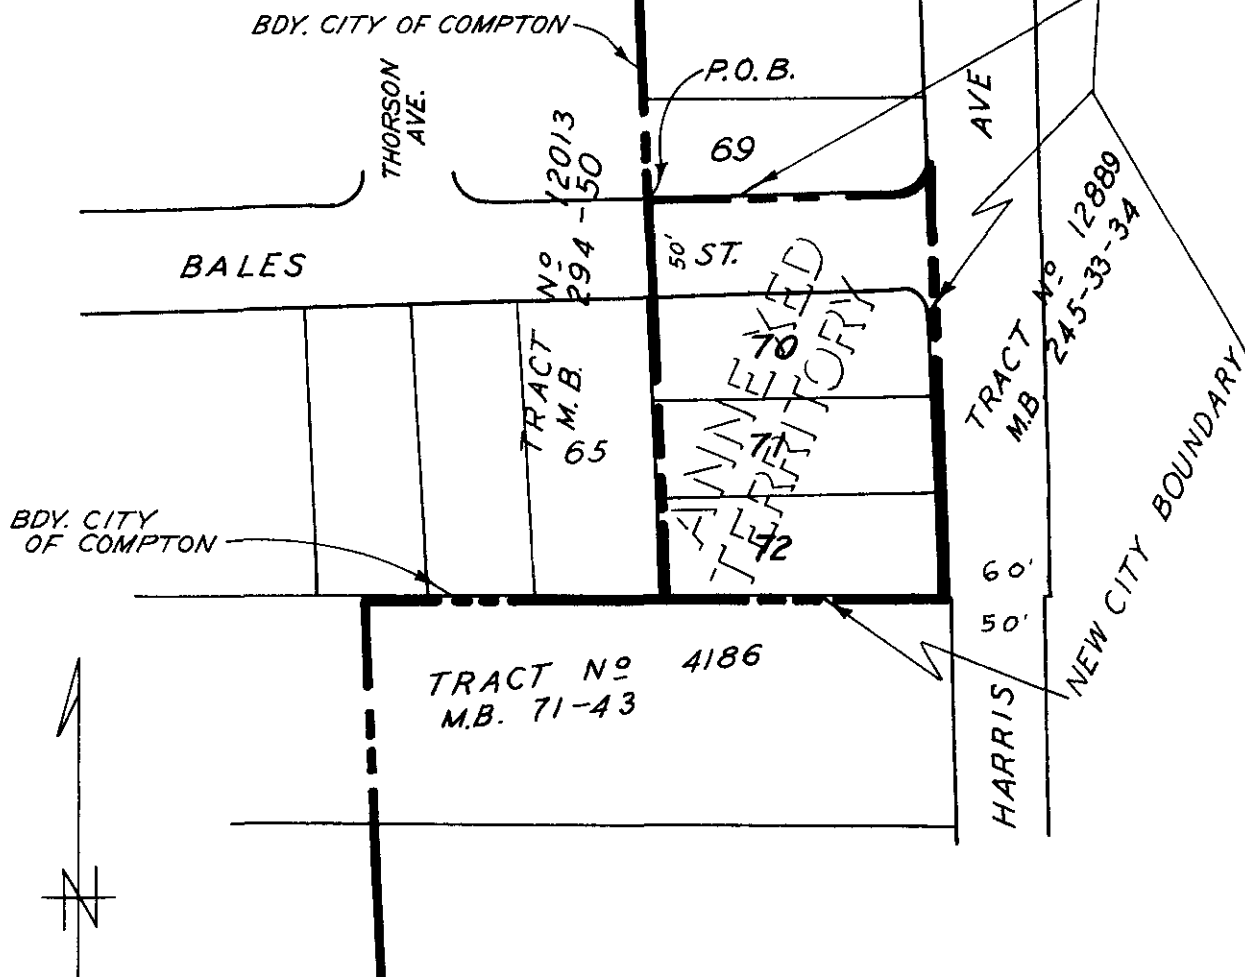 BDY. CITY OF COMPTON
P.O.B.
THORSON
AVE.
69
AVE
BALES
50' ST.
TRACT Nº 12013
M.B. 294-50
ANNEXED
TERRITORY
70
71
72
65
TRACT Nº 12889
M.B 245-33-34
BDY. CITY
OF COMPTON
60'
50'
NEW CITY BOUNDARY
TRACT Nº 4186
M.B. 71-43
HARRIS
N